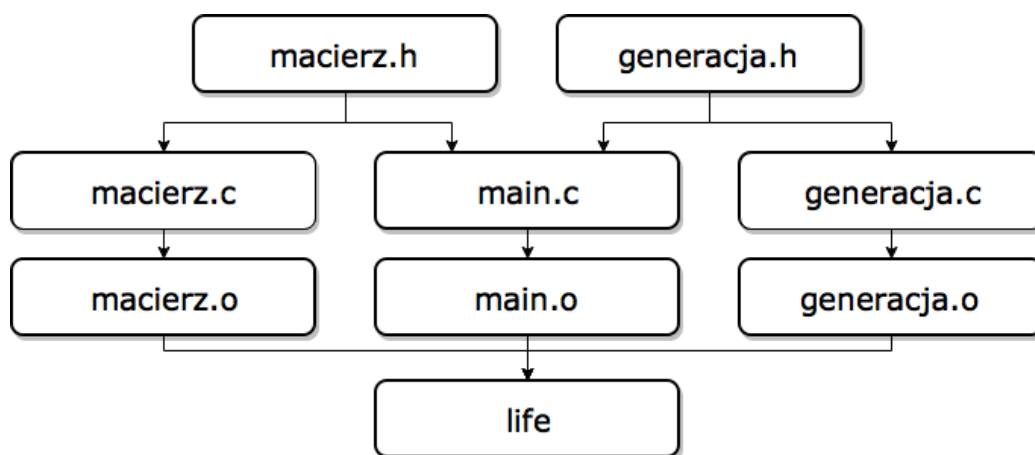 macierz.h
generacja.h
macierz.c
main.c
generacja.c
macierz.o
main.o
generacja.o
life